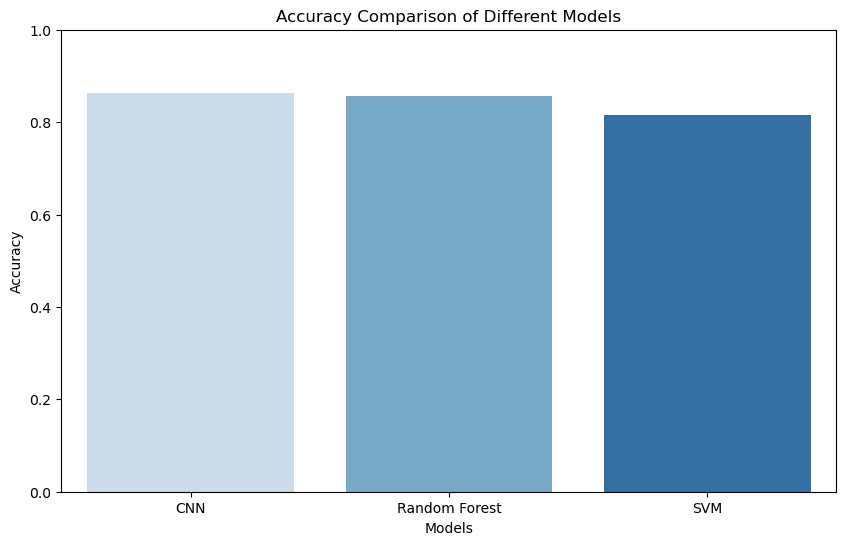 Accuracy Comparison of Different Models
1.0
0.8
0.6
0.4
0.2
0.0
Accuracy
CNN
Random Forest
SVM
Models